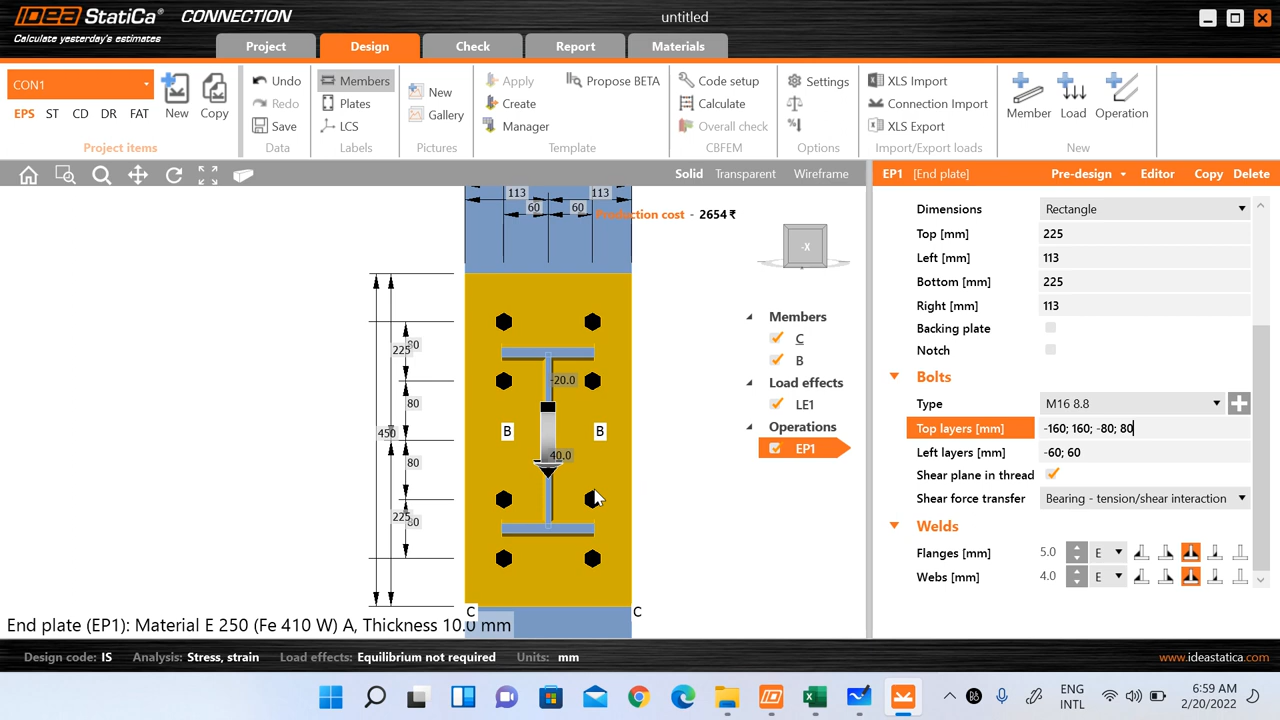 IDEA StatiCa® CONNECTION
untitled
Calculate yesterday's estimates
Project
Design
Check
Report
Materials
CON1
EPS ST CD DR FAT
New
Copy
Project items
Undo
Redo
Save
Data
Members
Plates
LCS
Labels
New
Gallery
Pictures
Apply
Create
Manager
Propose BETA
Template
Code setup
Calculate
Overall check
CBFEM
Settings
Options
XLS Import
Connection Import
XLS Export
Import/Export loads
Member
Load
Operation
New
Solid Transparent Wireframe
EP1 [End plate]
Pre-design Editor Copy Delete
113 113
60 60
Production cost - 2654 ₹
-X
225
80
-20.0
80
B B
450
40.0
80
225
80
C C
Members
C
B
Load effects
LE1
Operations
EP1
Dimensions Rectangle
Top [mm] 225
Left [mm] 113
Bottom [mm] 225
Right [mm] 113
Backing plate
Notch
Bolts
Type M16 8.8
Top layers [mm] -160; 160; -80; 80
Left layers [mm] -60; 60
Shear plane in thread
Shear force transfer Bearing - tension/shear interaction
Welds
Flanges [mm] 5.0 E
Webs [mm] 4.0 E
End plate (EP1): Material E 250 (Fe 410 W) A, Thickness 10.0 mm
Design code: IS Analysis: Stress, strain Load effects: Equilibrium not required Units: mm
www.ideastatica.com
ENG
INTL
6:59 AM
2/20/2022